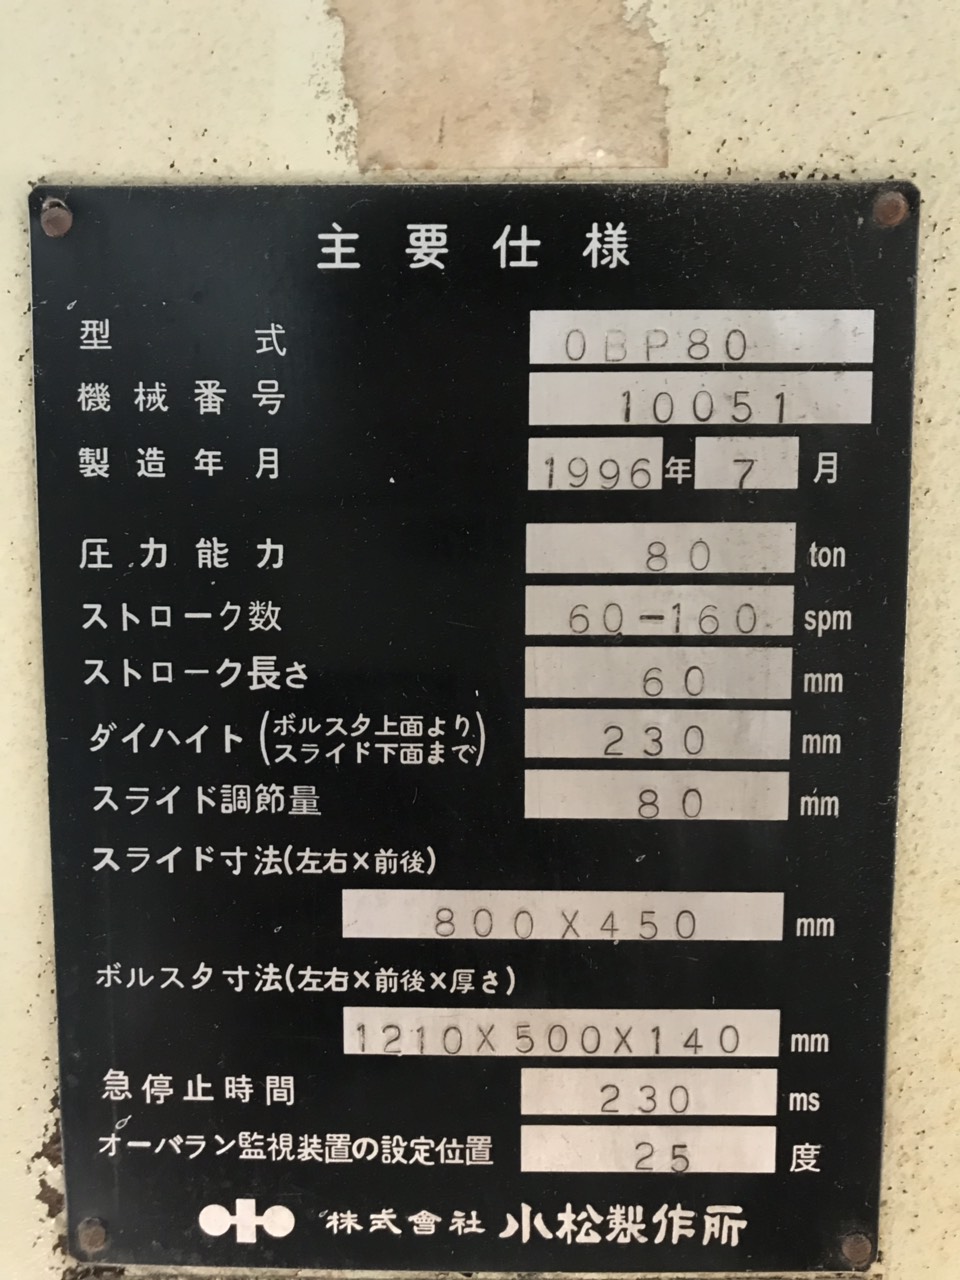 主要仕様
型式 OBP80
機械番号 10051
製造年月 1996年7月
圧力能力 80 ton
ストローク数 60-160 spm
ストローク長さ 60 mm
ダイハイト(ボルスタ上面より
スライド下面まで) 230 mm
スライド調節量 80 mm
スライド寸法(左右×前後)
800X450 mm
ボルスタ寸法(左右×前後×厚さ)
1210X500X140 mm
急停止時間 230 ms
オーバラン監視装置の設定位置 25 度
株式會社 小松製作所